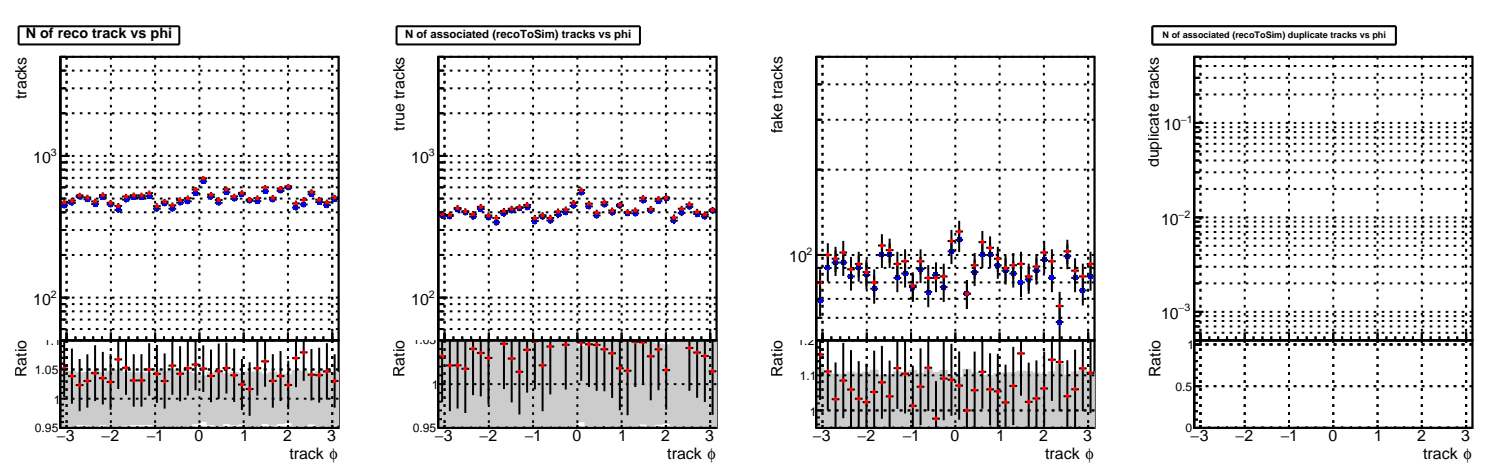 N of reco track vs phi
tracks
10³
10²
Ratio
1.05
1
0.95
−3 −2 −1 0 1 2 3
track ϕ
N of associated (recoToSim) tracks vs phi
true tracks
10³
10²
Ratio
1.05
1
0.95
−3 −2 −1 0 1 2 3
track ϕ
fake tracks
10²
Ratio
1.2
1.1
1
−3 −2 −1 0 1 2 3
track ϕ
N of associated (recoToSim) duplicate tracks vs phi
duplicate tracks
10⁻¹
10⁻²
10⁻³
Ratio
1
0.5
0
−3 −2 −1 0 1 2 3
track ϕ